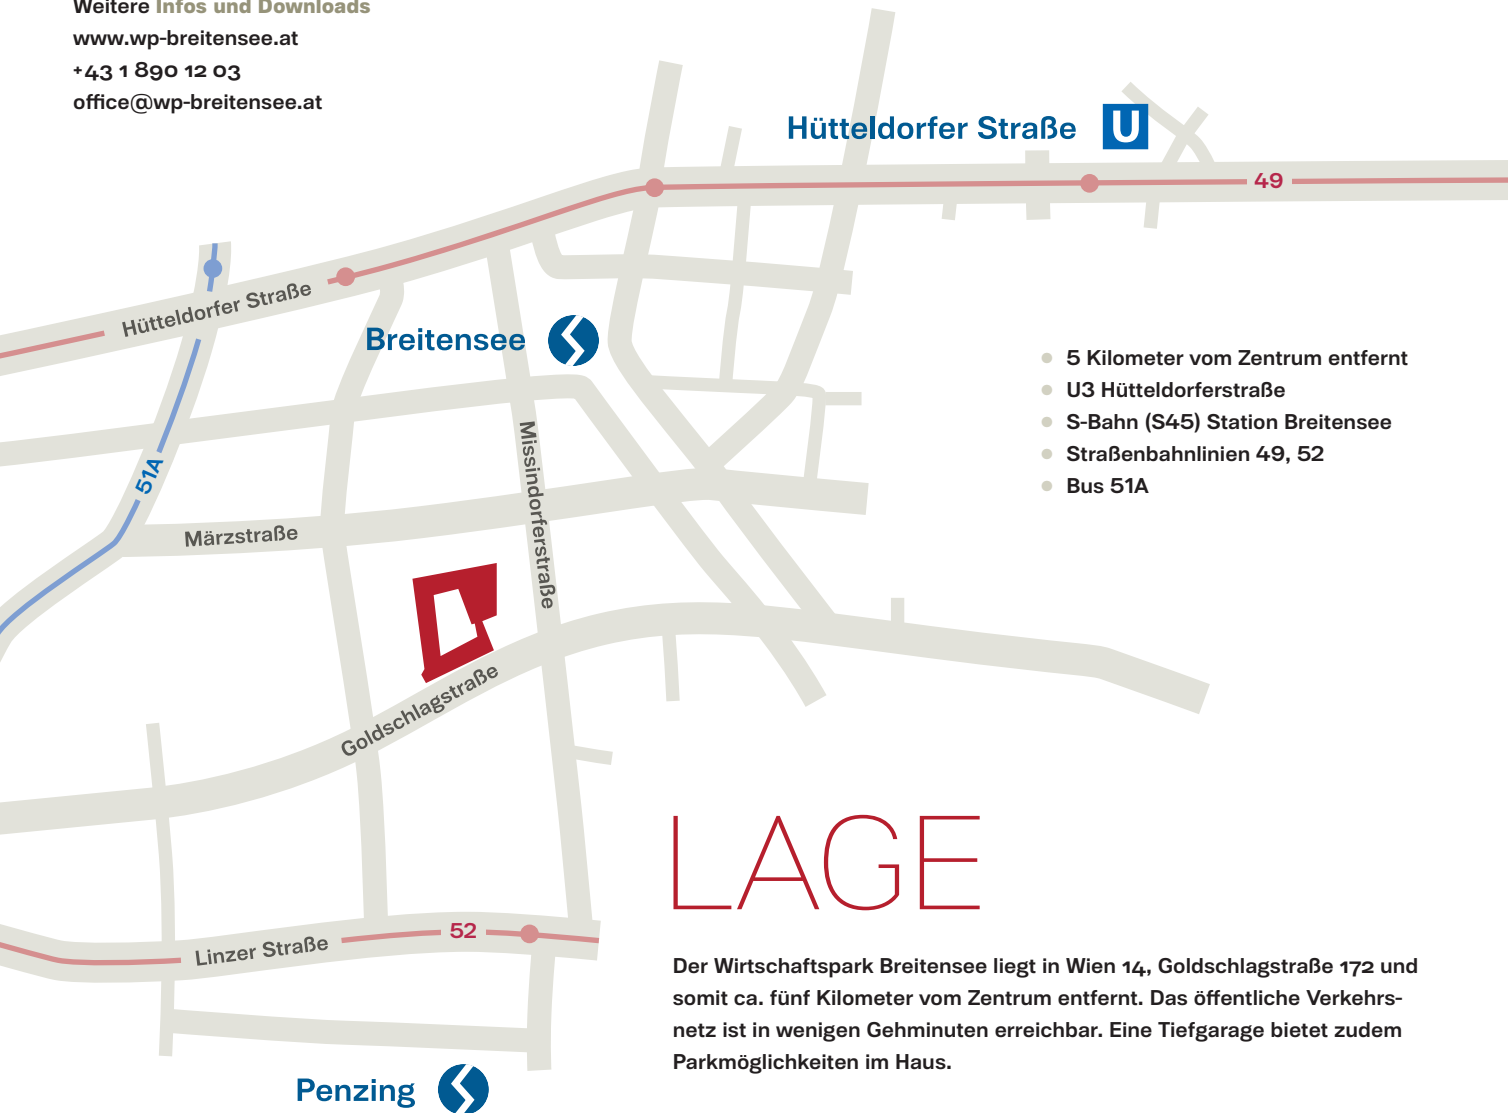 Weitere Infos und Downloads
www.wp-breitensee.at
+43 1 890 12 03
office@wp-breitensee.at
Hütteldorfer Straße U
49
Hütteldorfer Straße
Breitensee
51A
Missindorferstraße
Märzstraße
Goldschlagstraße
5 Kilometer vom Zentrum entfernt
U3 Hütteldorferstraße
S-Bahn (S45) Station Breitensee
Straßenbahnlinien 49, 52
Bus 51A
52
Linzer Straße
Penzing
LAGE
Der Wirtschaftspark Breitensee liegt in Wien 14, Goldschlagstraße 172 und
somit ca. fünf Kilometer vom Zentrum entfernt. Das öffentliche Verkehrs-
netz ist in wenigen Gehminuten erreichbar. Eine Tiefgarage bietet zudem
Parkmöglichkeiten im Haus.